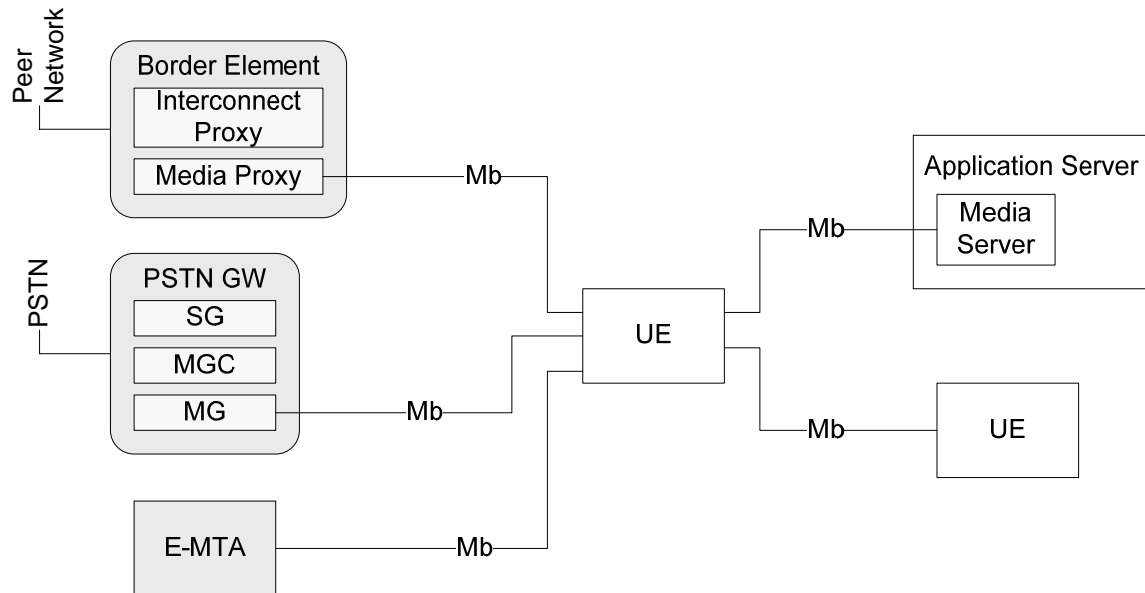 Peer
Network
Border Element
Interconnect
Proxy
Media Proxy
Mb
Application Server
Media
Server
Mb
PSTN
PSTN GW
SG
MGC
MG
Mb
UE
Mb
UE
E-MTA
Mb